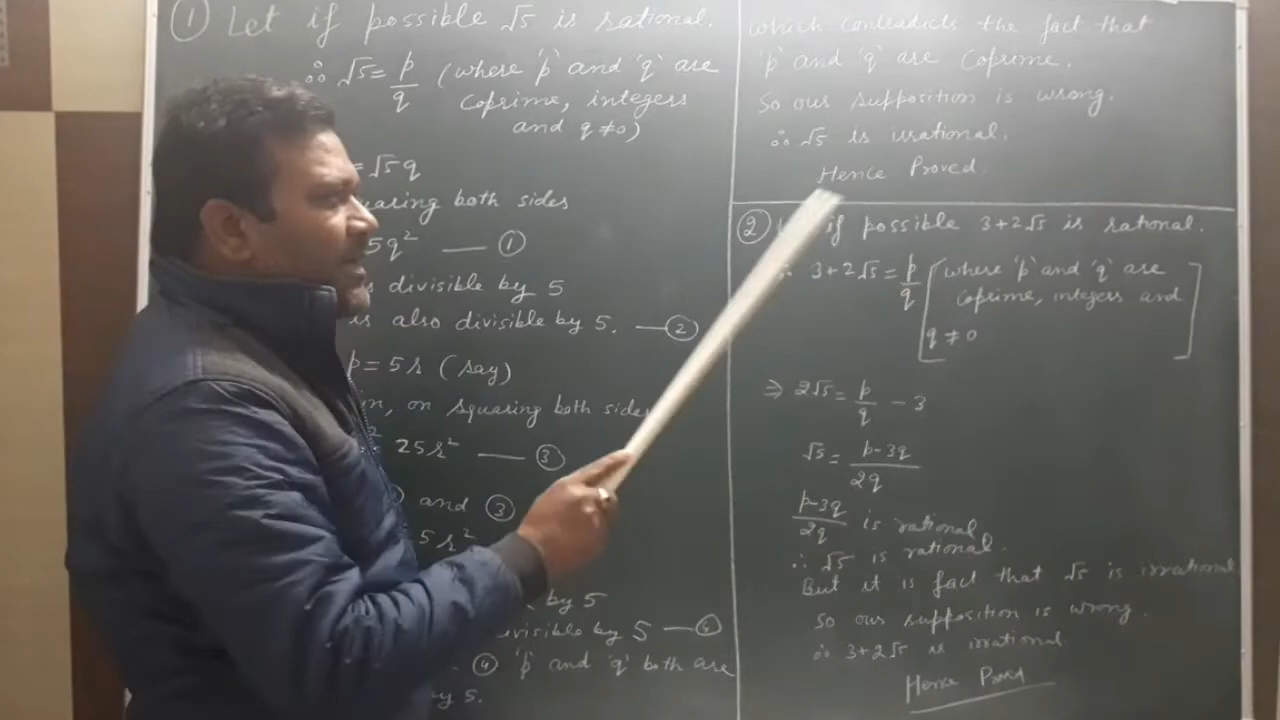 ① Let if possible √5 is rational.
∴ √5 = p/q (where 'p' and 'q' are
coprime, integers
and q ≠ 0)
= √5q
squaring both sides
5q² — ①
divisible by 5
is also divisible by 5. — ②
p = 5r (say)
on squaring both sides
25r² — ③
and ③
5r²
by 5
divisible by 5 — ④
④ 'p' and 'q' both are
by 5.
which contradicts the fact that
'p' and 'q' are coprime.
So our supposition is wrong.
∴ √5 is irrational.
Hence Proved
② if possible 3+2√5 is rational.
∴ 3+2√5 = p/q [where 'p' and 'q' are
coprime, integers and
q ≠ 0]
⇒ 2√5 = p/q - 3
√5 = p-3q/2q
p-3q/2q is rational
∴ √5 is rational.
But it is fact that √5 is irrational
So our supposition is wrong.
∴ 3+2√5 is irrational
Hence Proved